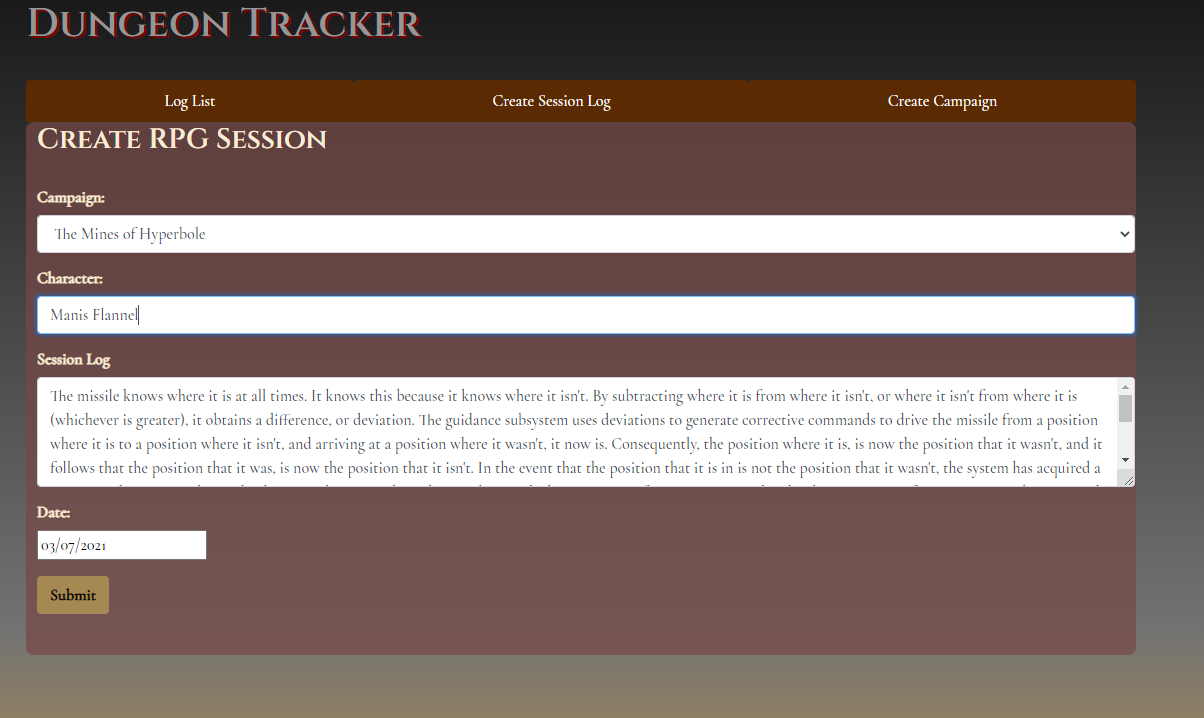 Dungeon Tracker
Log List
Create Session Log
Create Campaign
Create RPG Session
Campaign:
The Mines of Hyperbole
Character:
Manis Flannel
Session Log
The missile knows where it is at all times. It knows this because it knows where it isn't. By subtracting where it is from where it isn't, or where it isn't from where it is
(whichever is greater), it obtains a difference, or deviation. The guidance subsystem uses deviations to generate corrective commands to drive the missile from a position
where it is to a position where it isn't, and arriving at a position where it wasn't, it now is. Consequently, the position where it is, is now the position that it wasn't, and it
follows that the position that it was, is now the position that it isn't. In the event that the position that it is in is not the position that it wasn't, the system has acquired a
Date:
03/07/2021
Submit